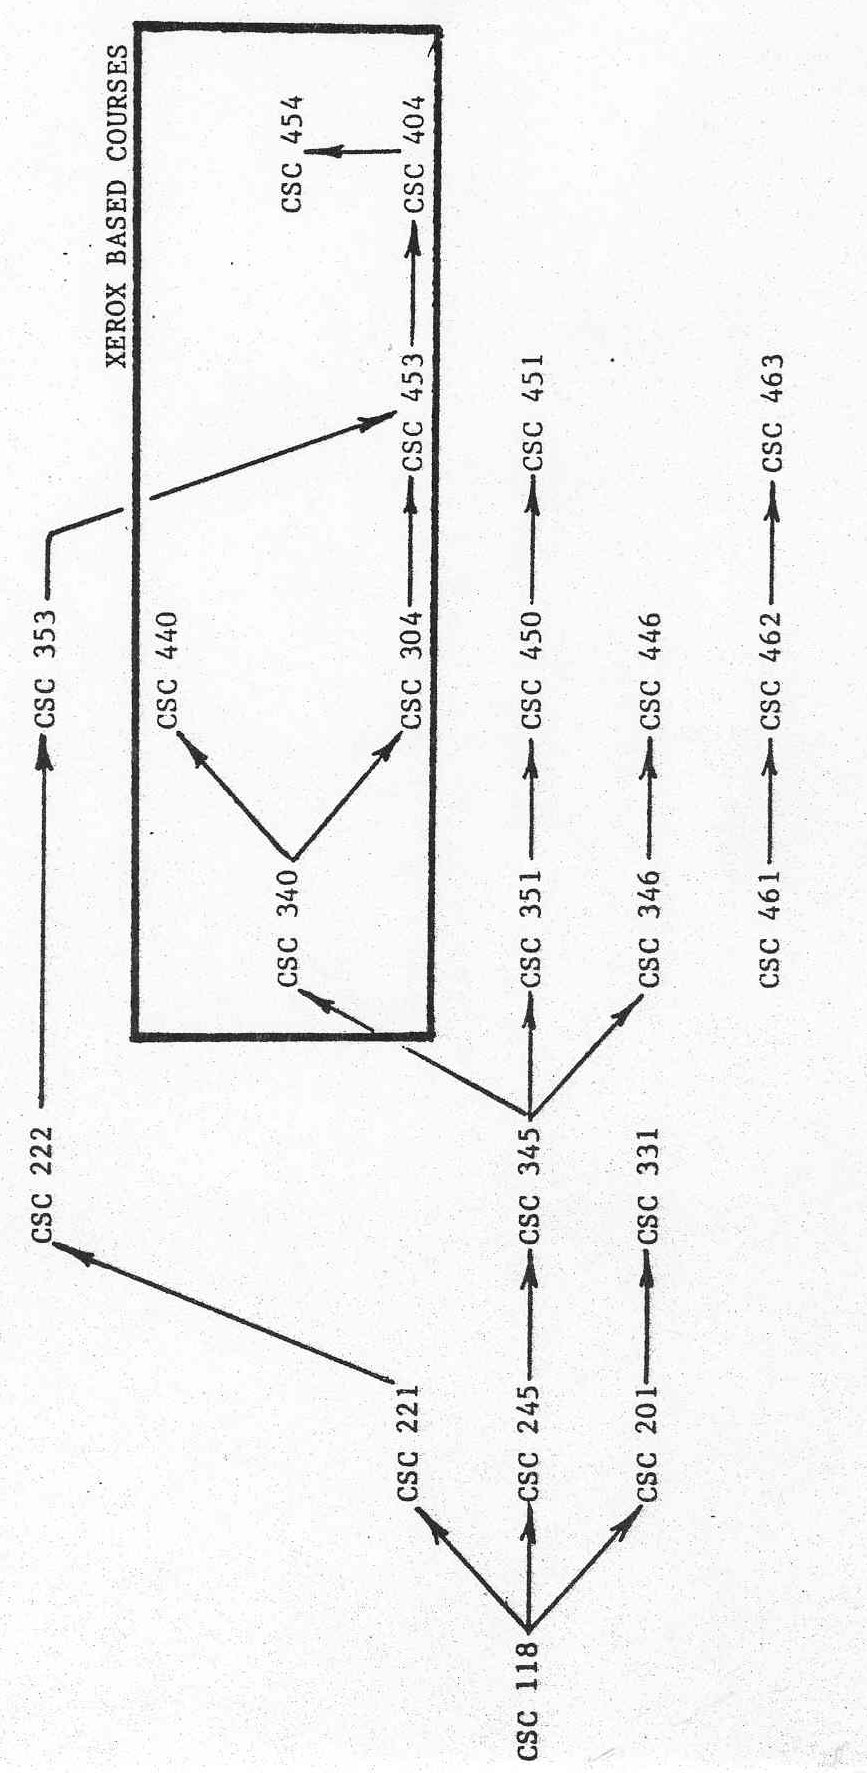 XEROX BASED COURSES
CSC 222
CSC 353
CSC 440
CSC 340
CSC 454
CSC 221
CSC 304
CSC 453
CSC 404
CSC 118
CSC 245
CSC 345
CSC 351
CSC 450
CSC 451
CSC 201
CSC 331
CSC 346
CSC 446
CSC 461
CSC 462
CSC 463